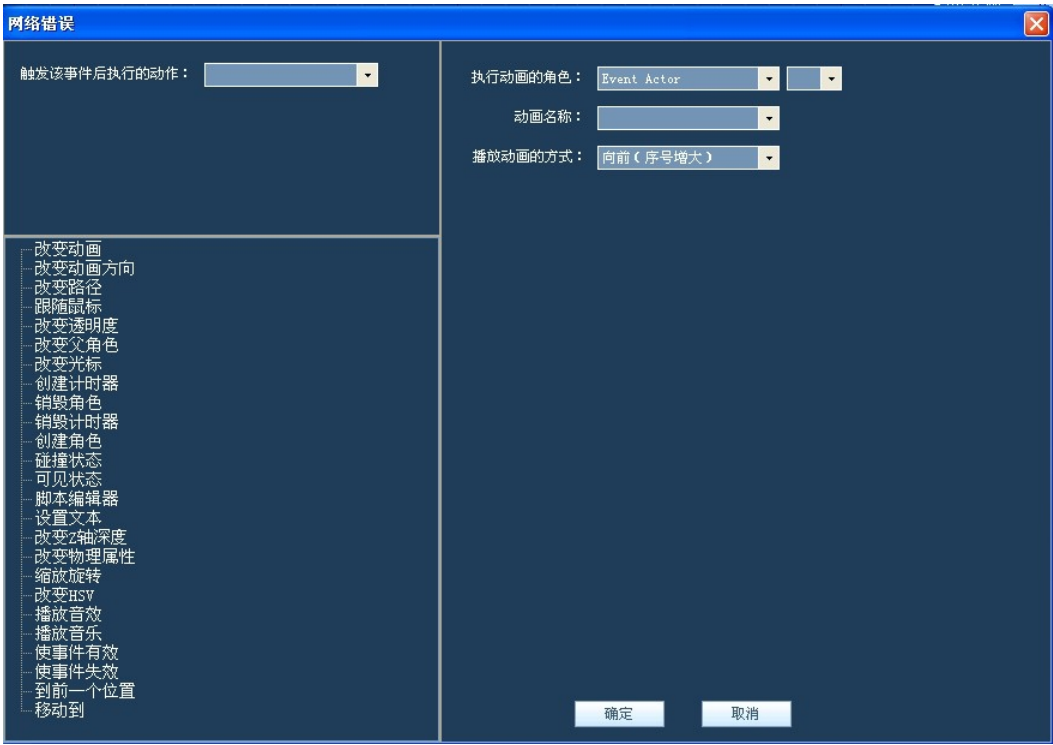 网络错误
触发该事件后执行的动作：
执行动画的角色： Event Actor
动画名称：
播放动画的方式： 向前(序号增大)
改变动画
改变动画方向
改变路径
跟随鼠标
改变透明度
改变父角色
改变光标
创建计时器
销毁角色
销毁计时器
创建角色
碰撞状态
可见状态
脚本编辑器
设置文本
改变Z轴深度
改变物理属性
缩放旋转
改变HSV
播放音效
播放音乐
使事件有效
使事件失效
到前一个位置
移动到
确定 取消